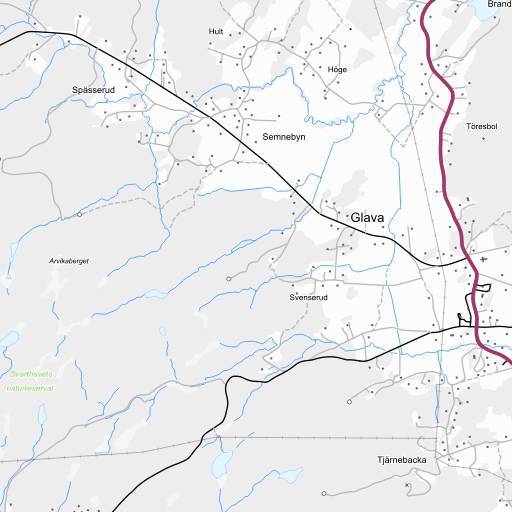 Brand
Hult
Höge
Spässerud
Töresbol
Semnebyn
Glava
Arvikaberget
Svenserud
Svarthavets
naturreservat
Tjärnebacka